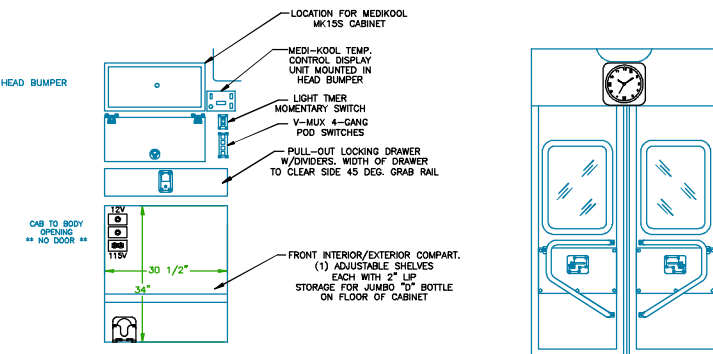 LOCATION FOR MEDIKOOL
MK15S CABINET
MEDI-KOOL TEMP.
CONTROL DISPLAY
UNIT MOUNTED IN
HEAD BUMPER
HEAD BUMPER
LIGHT TMER
MOMENTARY SWITCH
V-MUX 4-GANG
POD SWITCHES
PULL-OUT LOCKING DRAWER
W/DIVIDERS. WIDTH OF DRAWER
TO CLEAR SIDE 45 DEG. GRAB RAIL
CAB TO BODY
OPENING
** NO DOOR **
12V
115V
30 1/2"
34"
FRONT INTERIOR/EXTERIOR COMPART.
(1) ADJUSTABLE SHELVES
EACH WITH 2" LIP
STORAGE FOR JUMBO "D" BOTTLE
ON FLOOR OF CABINET